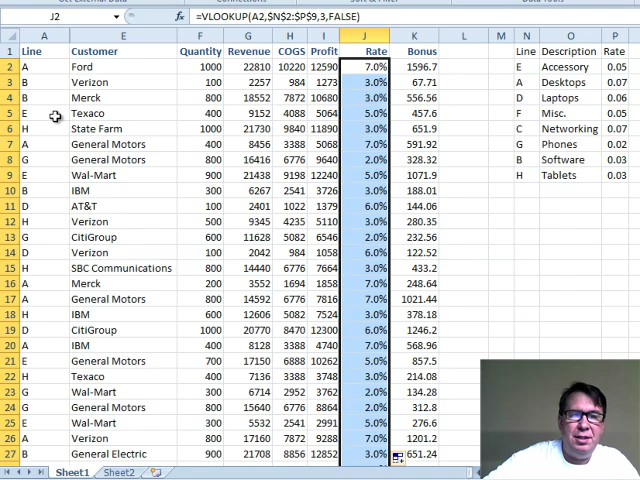 J2 fx =VLOOKUP(A2,$N$2:$P$9,3,FALSE)
A E F G H I J K L M N O P
1 Line Customer Quantity Revenue COGS Profit Rate Bonus Line Description Rate
2 A Ford 1000 22810 10220 12590 7.0% 1596.7 E Accessory 0.05
3 B Verizon 100 2257 984 1273 3.0% 67.71 A Desktops 0.07
4 B Merck 800 18552 7872 10680 3.0% 556.56 D Laptops 0.06
5 E Texaco 400 9152 4088 5064 5.0% 457.6 F Misc. 0.05
6 H State Farm 1000 21730 9840 11890 3.0% 651.9 C Networking 0.07
7 A General Motors 400 8456 3388 5068 7.0% 591.92 G Phones 0.02
8 G General Motors 800 16416 6776 9640 2.0% 328.32 B Software 0.03
9 E Wal-Mart 900 21438 9198 12240 5.0% 1071.9 H Tablets 0.03
10 B IBM 300 6267 2541 3726 3.0% 188.01
11 D AT&T 100 2401 1022 1379 6.0% 144.06
12 H Verizon 500 9345 4235 5110 3.0% 280.35
13 G CitiGroup 600 11628 5082 6546 2.0% 232.56
14 D Verizon 100 2042 984 1058 6.0% 122.52
15 H SBC Communications 800 14440 6776 7664 3.0% 433.2
16 A Merck 200 3552 1694 1858 7.0% 248.64
17 A General Motors 800 14592 6776 7816 7.0% 1021.44
18 H IBM 600 12606 5082 7524 3.0% 378.18
19 D CitiGroup 1000 20770 8470 12300 6.0% 1246.2
20 A IBM 400 8128 3388 4740 7.0% 568.96
21 E General Motors 700 17150 6888 10262 5.0% 857.5
22 H Texaco 400 7136 3388 3748 3.0% 214.08
23 G Wal-Mart 300 6714 2952 3762 2.0% 134.28
24 G General Motors 800 15640 6776 8864 2.0% 312.8
25 E Wal-Mart 300 5532 2541 2991 5.0% 276.6
26 A Verizon 800 17160 7872 9288 7.0% 1201.2
27 B General Electric 900 21708 8856 12852 3.0% 651.24
Sheet1 Sheet2